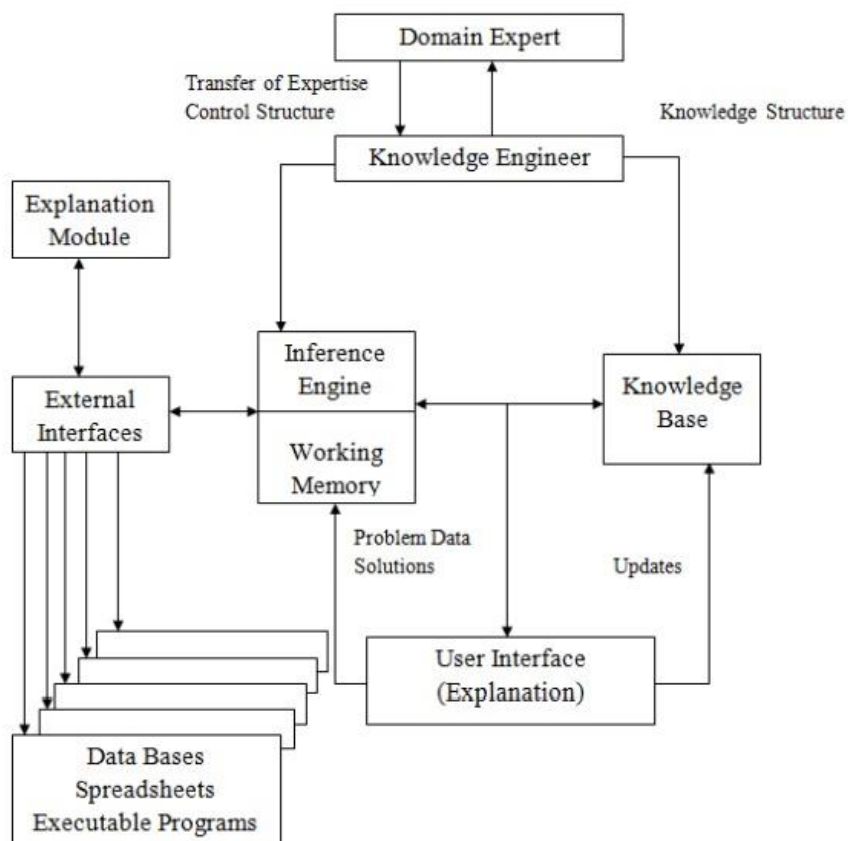 Domain Expert
Transfer of Expertise
Control Structure
Knowledge Structure
Knowledge Engineer
Explanation
Module
Inference
Engine
External
Interfaces
Knowledge
Base
Working
Memory
Problem Data
Solutions
Updates
User Interface
(Explanation)
Data Bases
Spreadsheets
Executable Programs